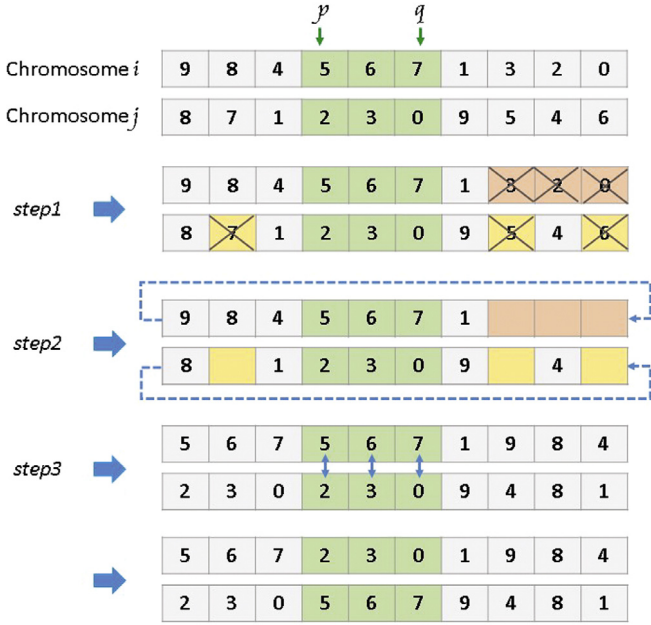 p q
Chromosome i 9 8 4 5 6 7 1 3 2 0
Chromosome j 8 7 1 2 3 0 9 5 4 6
9 8 4 5 6 7 1 3 2 0
step1
8 7 1 2 3 0 9 5 4 6
9 8 4 5 6 7 1
step2
8 1 2 3 0 9 4
5 6 7 5 6 7 1 9 8 4
step3
2 3 0 2 3 0 9 4 8 1
5 6 7 2 3 0 1 9 8 4
2 3 0 5 6 7 9 4 8 1